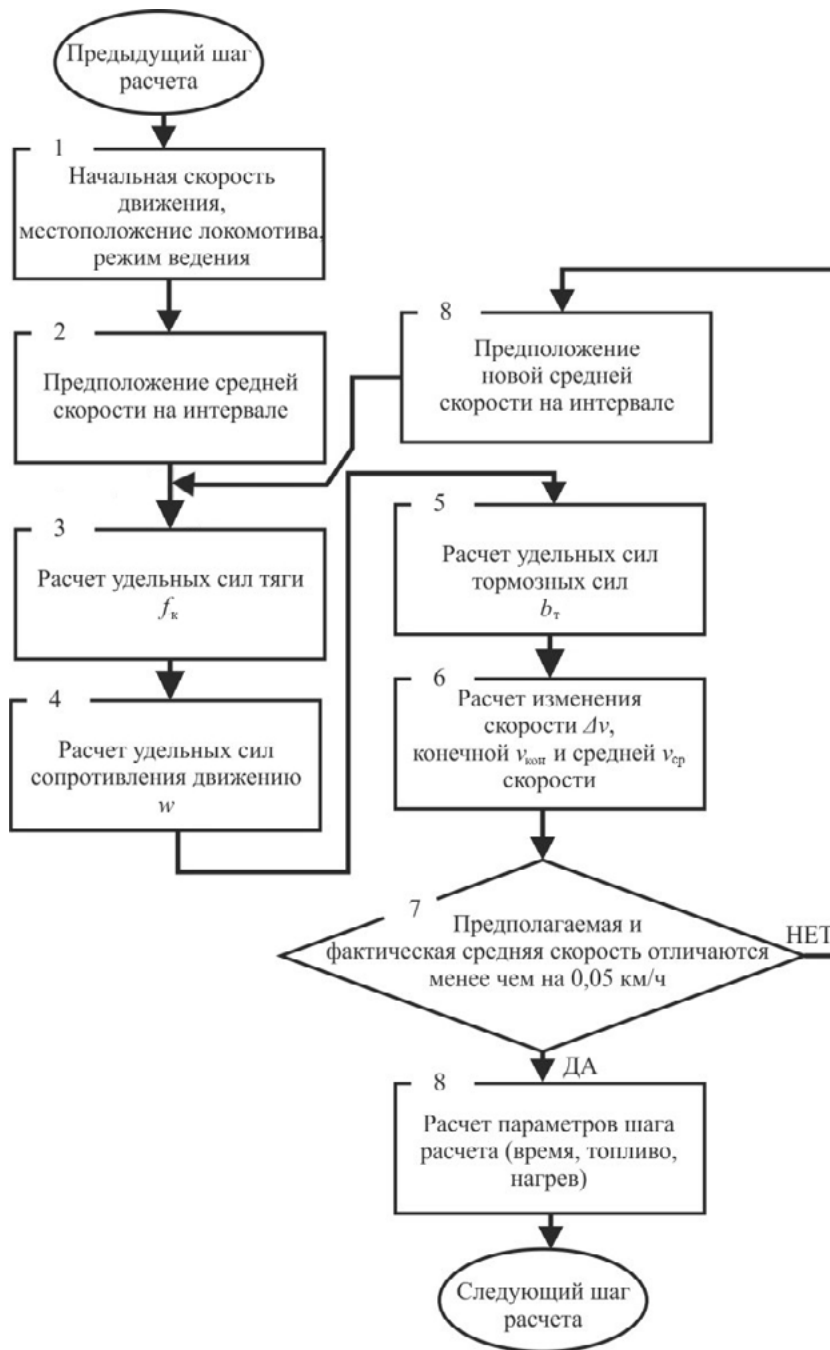 Предыдущий шаг
расчета
1
Начальная скорость
движения,
местоположение локомотива,
режим ведения
2
Предположение средней
скорости на интервале
8
Предположение
новой средней
скорости на интервале
3
Расчет удельных сил тяги
fк
4
Расчет удельных сил
сопротивления движению
w
5
Расчет удельных сил
тормозных сил
bт
6
Расчет изменения
скорости Δv,
конечной vкон и средней vср
скорости
7
Предполагаемая и
фактическая средняя скорость отличаются
менее чем на 0,05 км/ч
НЕТ
ДА
8
Расчет параметров шага
расчета (время, топливо,
нагрев)
Следующий шаг
расчета